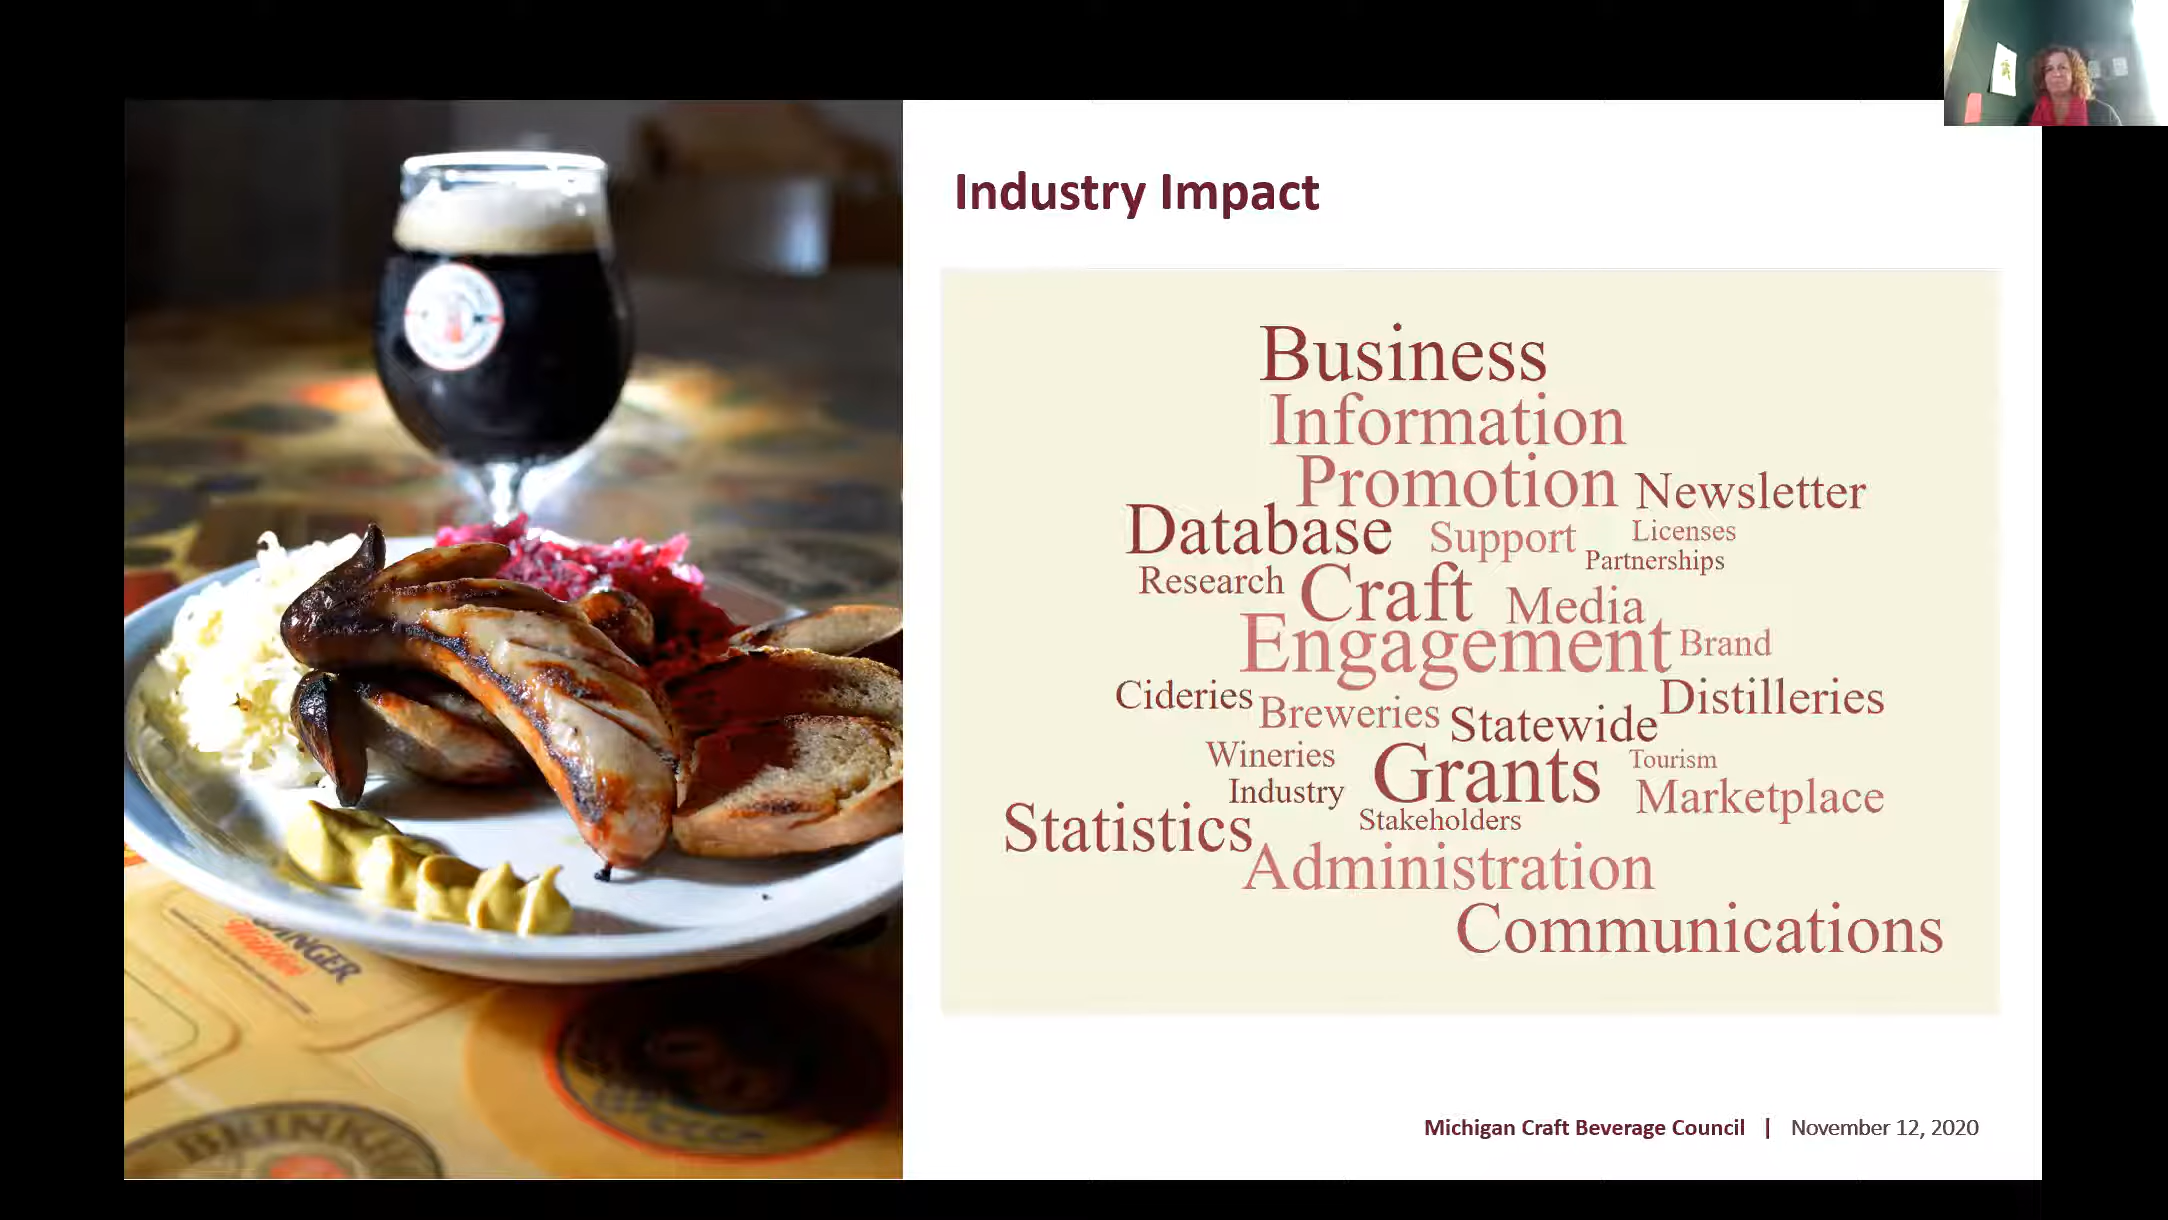 Industry Impact
Business
Information
Promotion Newsletter
Database Support Licenses
Partnerships
Research Craft Media
Engagement Brand
Cideries Breweries Statewide Distilleries
Wineries Grants Tourism
Industry Marketplace
Statistics Stakeholders
Administration
Communications
Michigan Craft Beverage Council | November 12, 2020